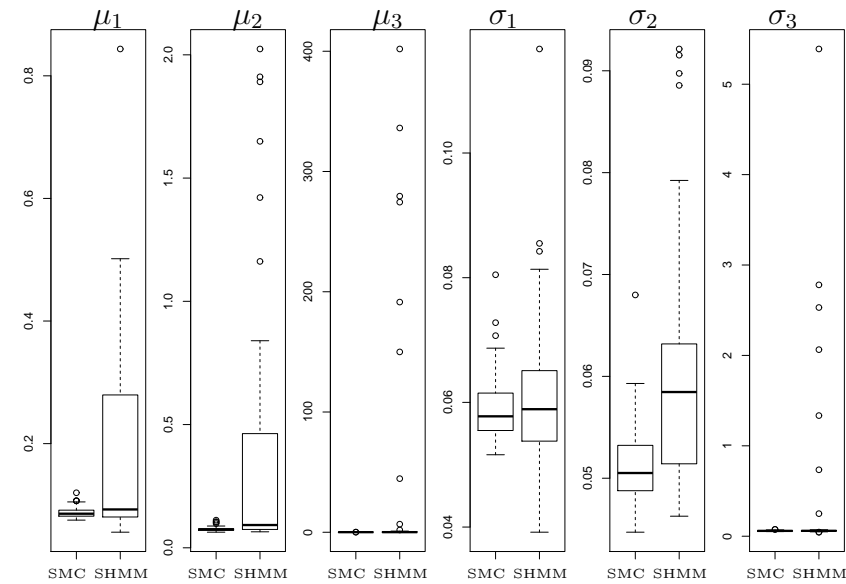 μ1 μ2 μ3 σ1 σ2 σ3
0.2 0.4 0.6 0.8
0.0 0.5 1.0 1.5 2.0
0 100 200 300 400
0.04 0.06 0.08 0.10
0.05 0.06 0.07 0.08 0.09
0 1 2 3 4 5
SMC SHMM SMC SHMM SMC SHMM SMC SHMM SMC SHMM SMC SHMM